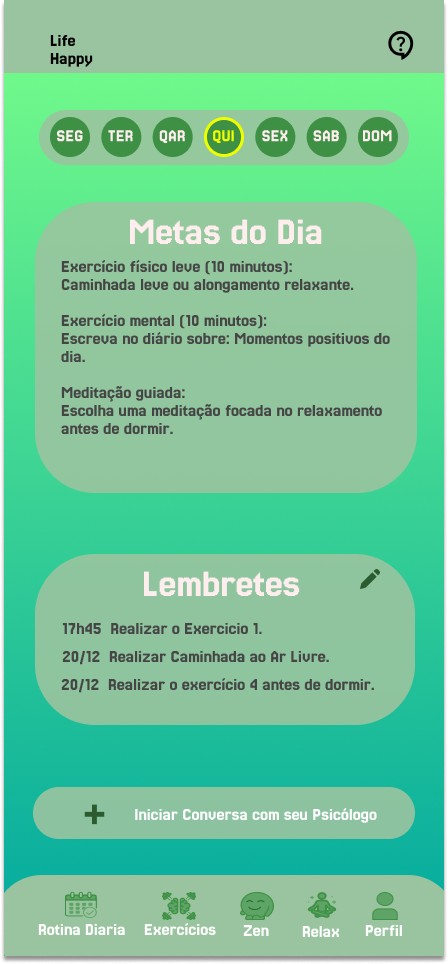 Life
Happy
SEG TER QAR QUI SEX SAB DOM
Metas do Dia
Exercício físico leve (10 minutos):
Caminhada leve ou alongamento relaxante.
Exercício mental (10 minutos):
Escreva no diário sobre: Momentos positivos do
dia.
Meditação guiada:
Escolha uma meditação focada no relaxamento
antes de dormir.
Lembretes
17h45 Realizar o Exercicio 1.
20/12 Realizar Caminhada ao Ar Livre.
20/12 Realizar o exercício 4 antes de dormir.
Iniciar Conversa com seu Psicólogo
Rotina Diaria Exercícios Zen Relax Perfil